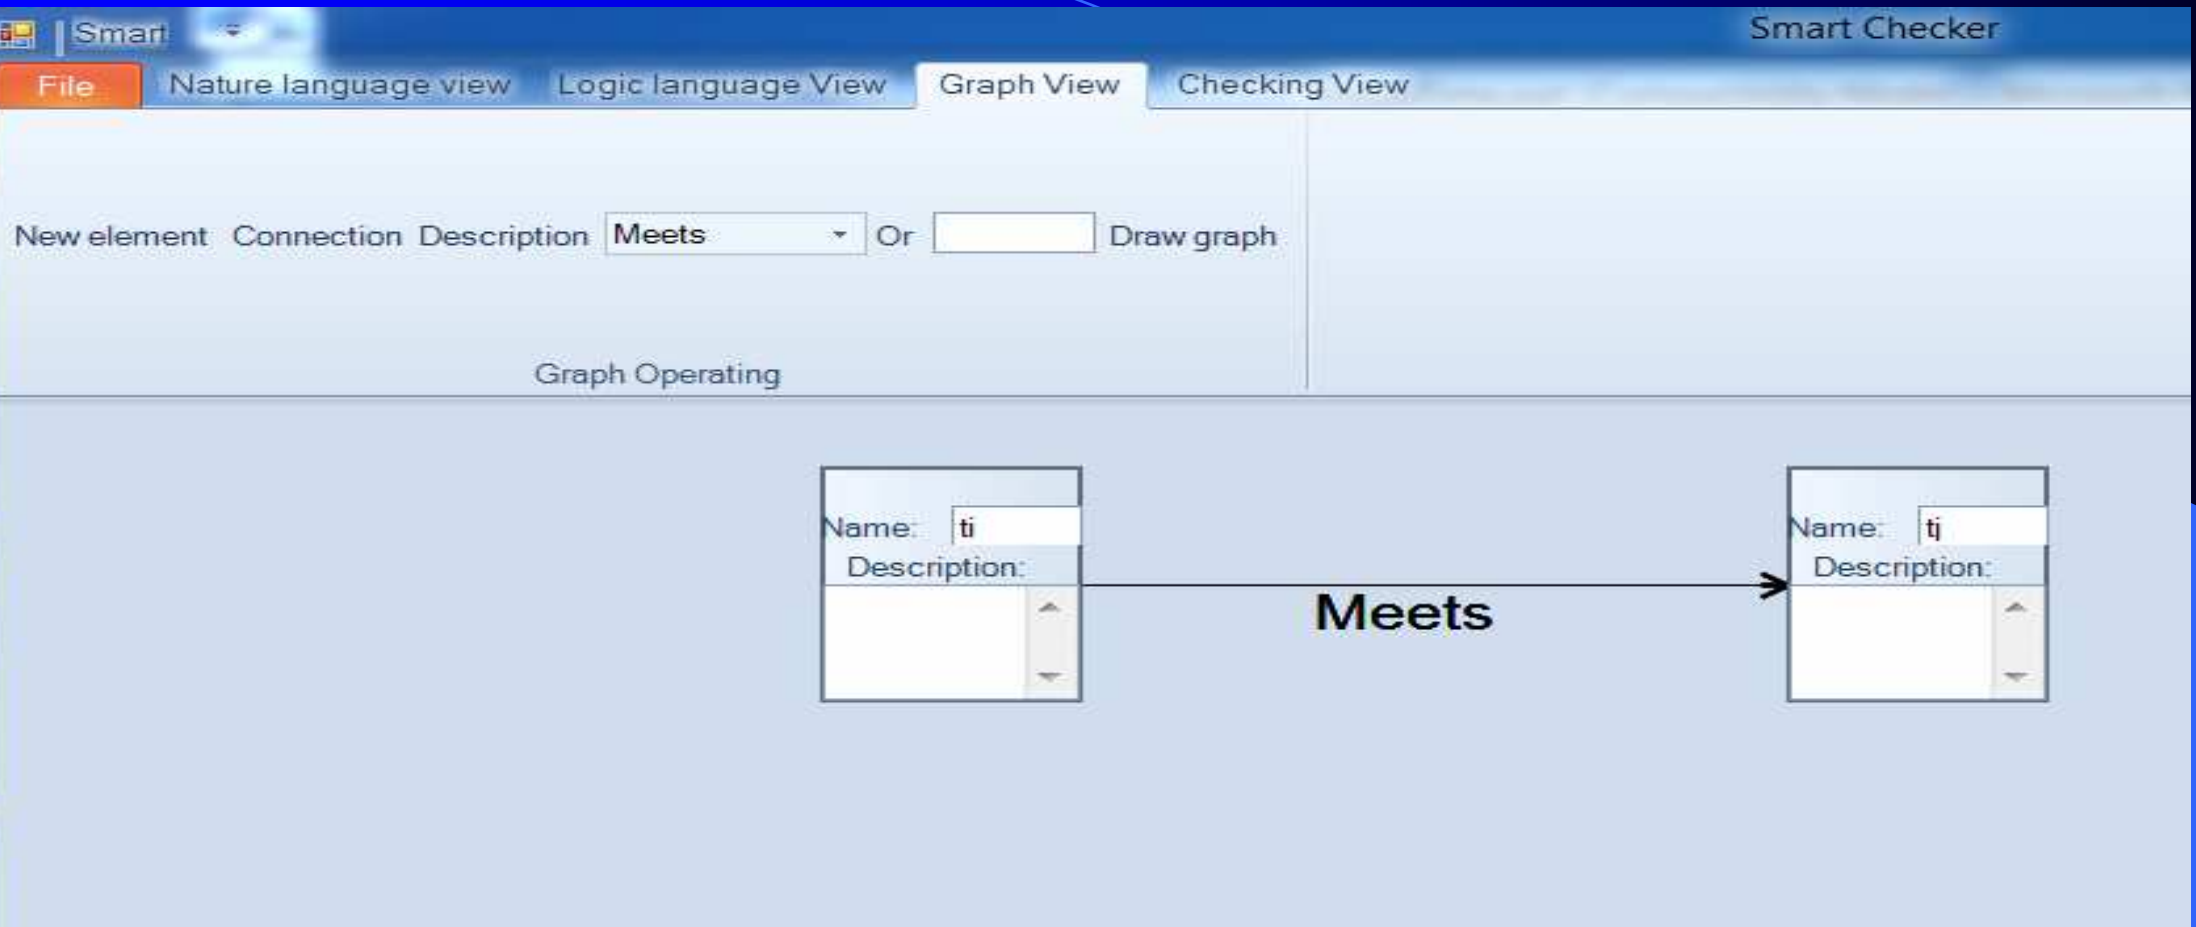 Smart Smart Checker
File Nature language view Logic language View Graph View Checking View
New element Connection Description Meets Or Draw graph
Graph Operating
Name: ti Name: tj
Description: Description:
Meets